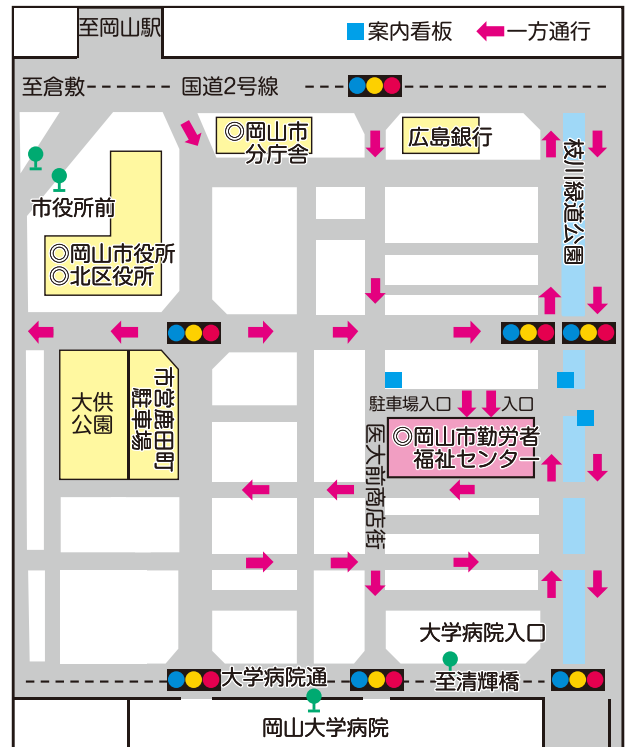 至岡山駅
案内看板
一方通行
至倉敷
国道2号線
◎岡山市
分庁舎
広島銀行
枝川緑道公園
市役所前
◎岡山市役所
◎北区役所
大供
公園
市営鹿田町
駐車場
駐車場入口
入口
◎岡山市勤労者
福祉センター
医大前商店街
大学病院入口
大学病院通
至清輝橋
岡山大学病院